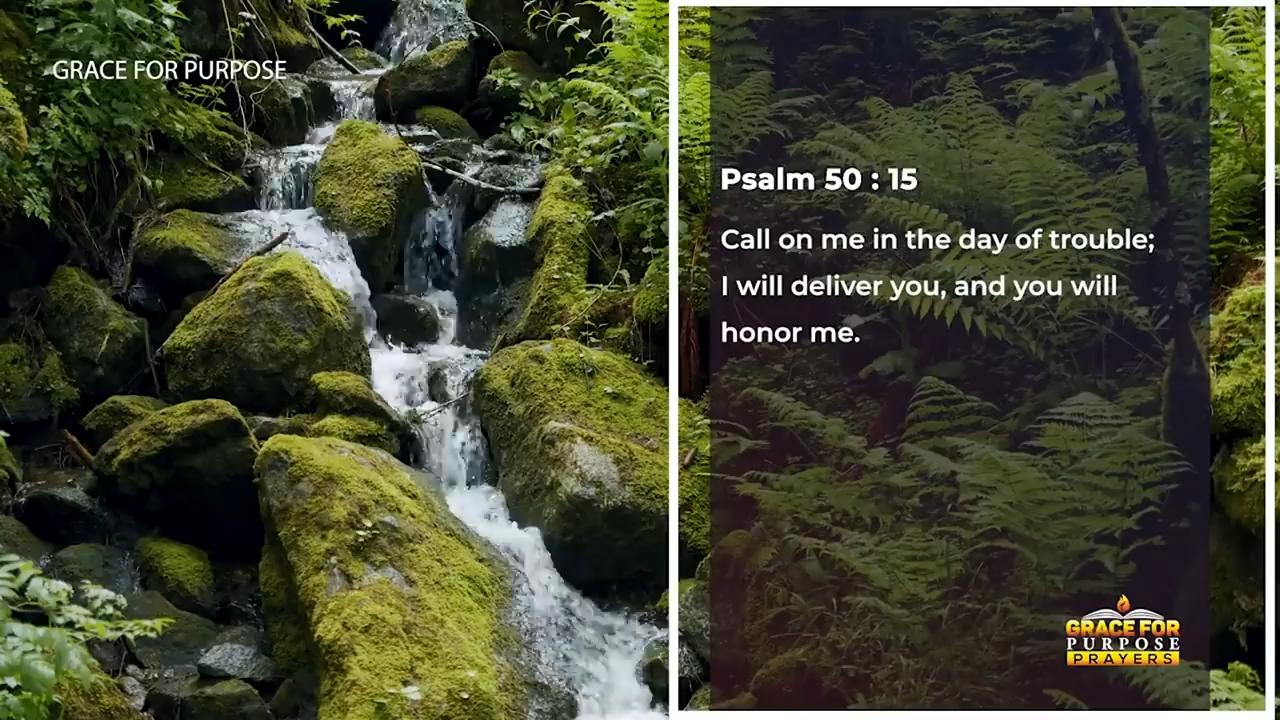 GRACE FOR PURPOSE
Psalm 50 : 15
Call on me in the day of trouble;
I will deliver you, and you will
honor me.
GRACE FOR
PURPOSE
PRAYERS